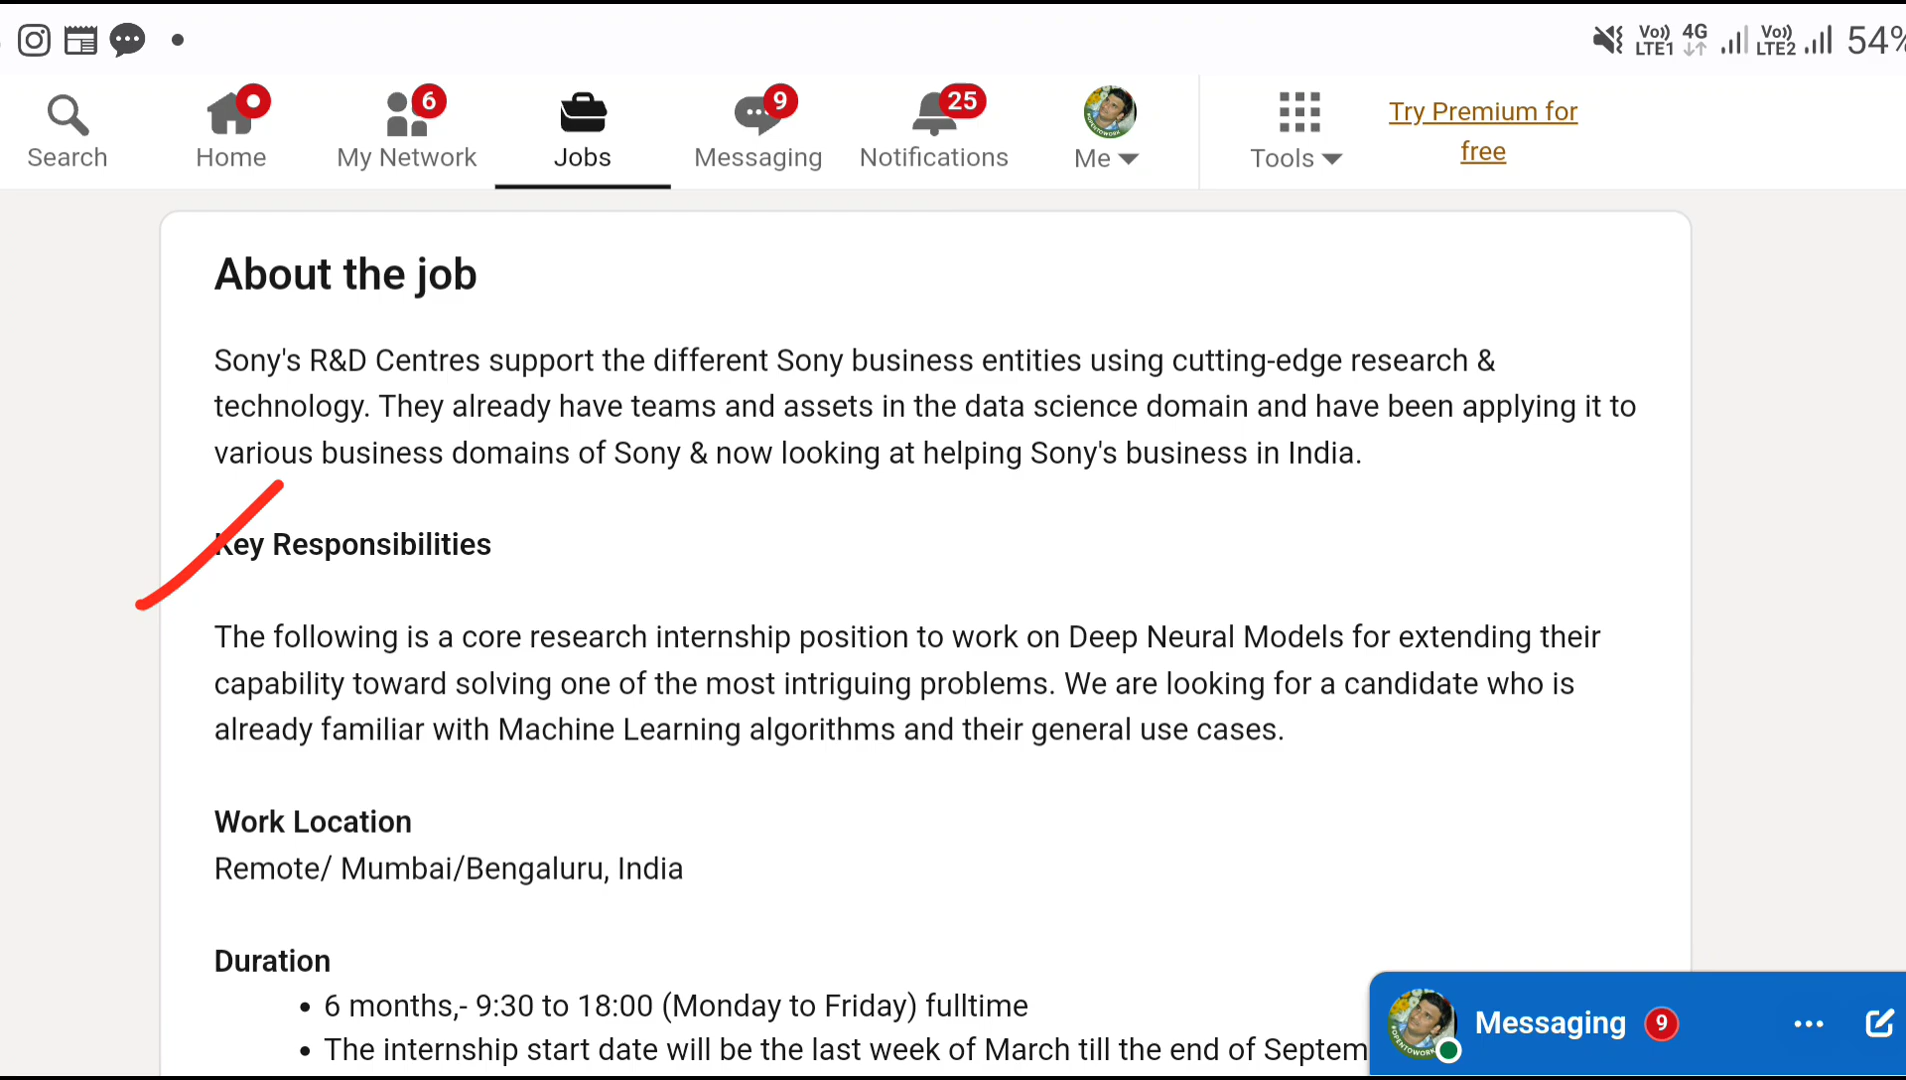 Vo)) LTE1 4G Vo)) LTE2 54%
Search
Home
6
My Network
Jobs
9
Messaging
25
Notifications
Me
Tools
Try Premium for
free
About the job
Sony's R&D Centres support the different Sony business entities using cutting-edge research &
technology. They already have teams and assets in the data science domain and have been applying it to
various business domains of Sony & now looking at helping Sony's business in India.
Key Responsibilities
The following is a core research internship position to work on Deep Neural Models for extending their
capability toward solving one of the most intriguing problems. We are looking for a candidate who is
already familiar with Machine Learning algorithms and their general use cases.
Work Location
Remote/ Mumbai/Bengaluru, India
Duration
• 6 months,- 9:30 to 18:00 (Monday to Friday) fulltime
• The internship start date will be the last week of March till the end of Septem
Messaging 9